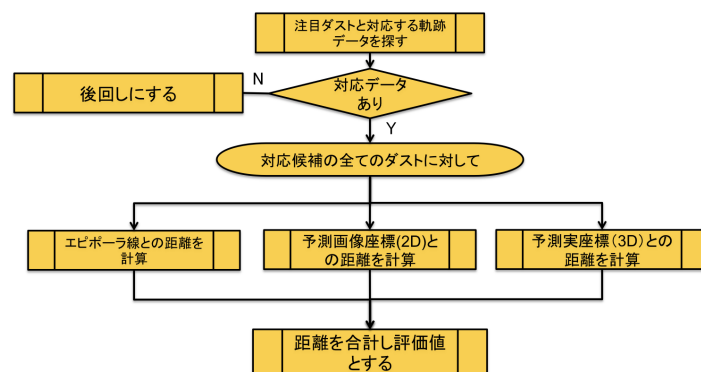 注目ダストと対応する軌跡
データを探す
N
対応データ
あり
後回しにする
Y
対応候補の全てのダストに対して
エピポーラ線との距離を
計算
予測画像座標(2D)と
の距離を計算
予測実座標(3D)との
距離を計算
距離を合計し評価値
とする